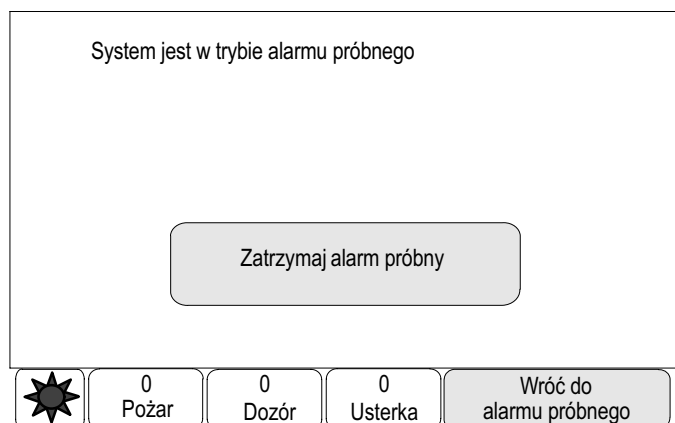 System jest w trybie alarmu próbnego
Zatrzymaj alarm próbny
0
Pożar
0
Dozór
0
Usterka
Wróć do
alarmu próbnego